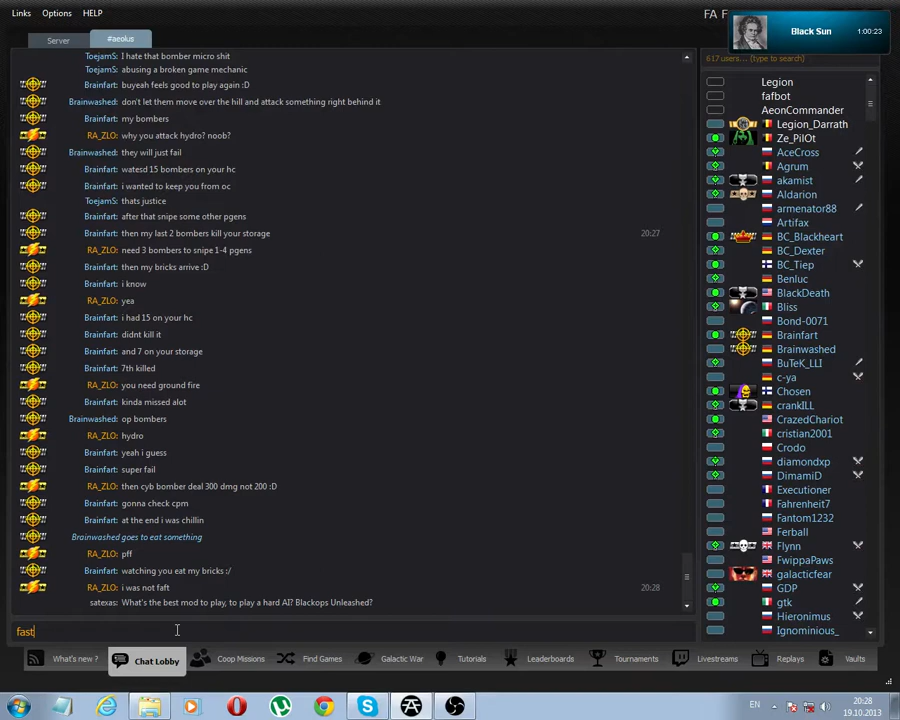 Links Options HELP
FA F
Black Sun
1:00:23
Server #aeolus
617 users... (type to search)
ToejamS: I hate that bomber micro shit
ToejamS: abusing a broken game mechanic
Brainfart: buyeah feels good to play again :D
Brainwashed: don't let them move over the hill and attack something right behind it
Brainfart: my bombers
RA_ZLO: why you attack hydro? noob?
Brainwashed: they will just fail
Brainfart: watesd 15 bombers on your hc
Brainfart: i wanted to keep you from oc
ToejamS: thats justice
Brainfart: after that snipe some other pgens
Brainfart: then my last 2 bombers kill your storage 20:27
RA_ZLO: need 3 bombers to snipe 1-4 pgens
Brainfart: then my bricks arrive :D
Brainfart: i know
RA_ZLO: yea
Brainfart: i had 15 on your hc
Brainfart: didnt kill it
Brainfart: and 7 on your storage
Brainfart: 7th killed
RA_ZLO: you need ground fire
Brainfart: kinda missed alot
Brainwashed: op bombers
RA_ZLO: hydro
Brainfart: yeah i guess
Brainfart: super fail
RA_ZLO: then cyb bomber deal 300 dmg not 200 :D
Brainfart: gonna check cpm
Brainfart: at the end i was chillin
Brainwashed goes to eat something
RA_ZLO: pff
Brainfart: watching you eat my bricks :/
RA_ZLO: i was not faft 20:28
satexas: What's the best mod to play, to play a hard AI? Blackops Unleashed?
fast
Legion
fafbot
AeonCommander
Legion_Darrath
Ze_PilOt
AceCross
Agrum
akamist
Aldarion
armenator88
Artifax
BC_Blackheart
BC_Dexter
BC_Tiep
Benluc
BlackDeath
Bliss
Bond-0071
Brainfart
Brainwashed
BuTeK_LLI
c-ya
Chosen
crankILL
CrazedChariot
cristian2001
Crodo
diamondxp
DimamiD
Executioner
Fahrenheit7
Fantom1232
Ferball
Flynn
FwippaPaws
galacticfear
GDP
gtk
Hieronimus
Ignominious_
What's new ? Chat Lobby Coop Missions Find Games Galactic War Tutorials Leaderboards Tournaments Livestreams Replays Vaults
EN 20:28
19.10.2013